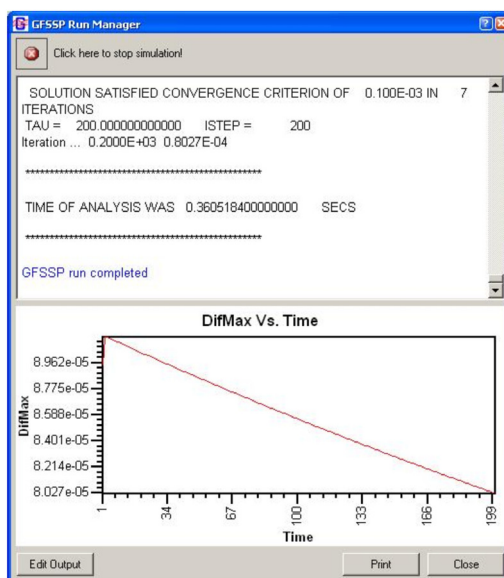 GFSSP Run Manager
Click here to stop simulation!
SOLUTION SATISFIED CONVERGENCE CRITERION OF 0.100E-03 IN 7
ITERATIONS
TAU = 200.000000000000 ISTEP = 200
Iteration ... 0.2000E+03 0.8027E-04
************************************************
TIME OF ANALYSIS WAS 0.360518400000000 SECS
************************************************
GFSSP run completed
DifMax Vs. Time
DifMax
8.962e-05
8.775e-05
8.588e-05
8.401e-05
8.214e-05
8.027e-05
1 34 67 100 133 166 199
Time
Edit Output Print Close